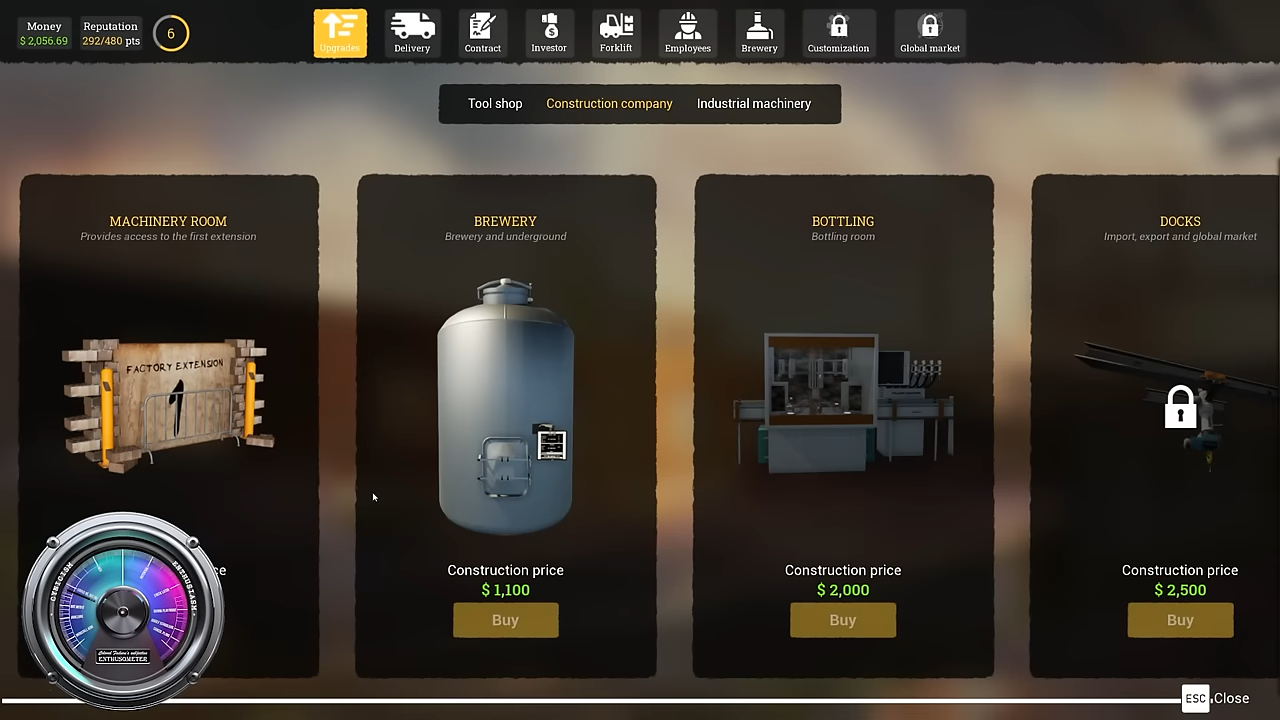 Money
$ 2,056.69
Reputation
292/480 pts
6
Upgrades
Delivery
Contract
Investor
Forklift
Employees
Brewery
Customization
Global market
Tool shop
Construction company
Industrial machinery
MACHINERY ROOM
Provides access to the first extension
FACTORY EXTENSION
1
BREWERY
Brewery and underground
Construction price
$ 1,100
Buy
BOTTLING
Bottling room
Construction price
$ 2,000
Buy
DOCKS
Import, export and global market
Construction price
$ 2,500
Buy
CYNICISM
ENTHUSIASM
ENTHUSOMETER
ESC Close